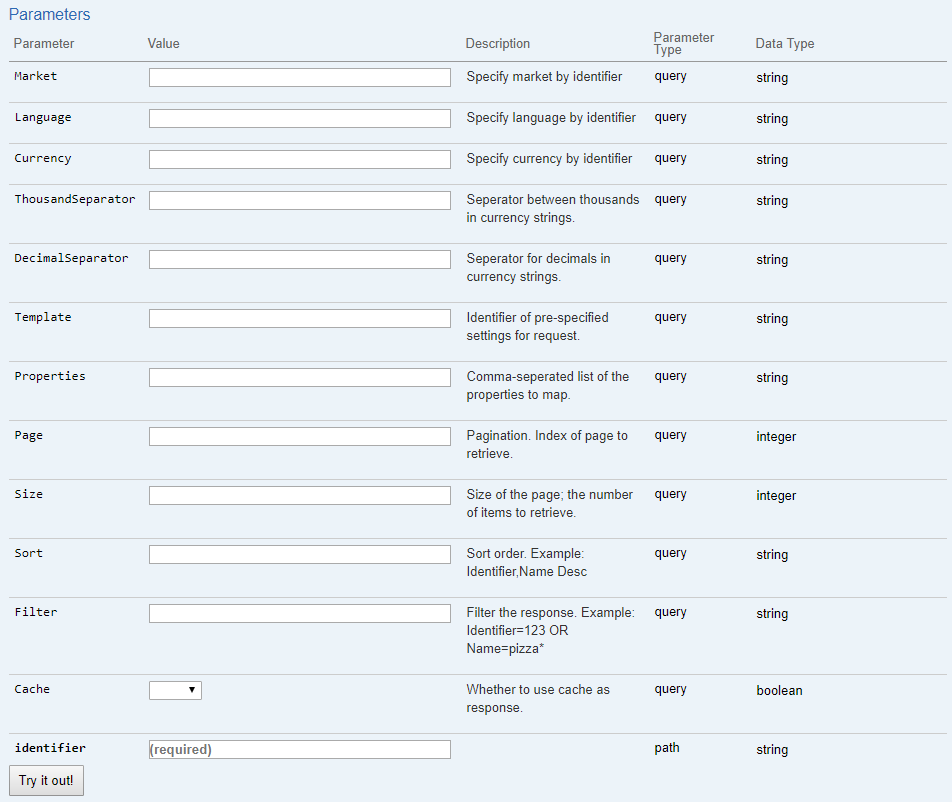 Parameters
Parameter Value Description Parameter Type Data Type
Market Specify market by identifier query string
Language Specify language by identifier query string
Currency Specify currency by identifier query string
ThousandSeparator Seperator between thousands query string
in currency strings.
DecimalSeparator Seperator for decimals in query string
currency strings.
Template Identifier of pre-specified query string
settings for request.
Properties Comma-seperated list of the query string
properties to map.
Page Pagination. Index of page to query integer
retrieve.
Size Size of the page; the number query integer
of items to retrieve.
Sort Sort order. Example: query string
Identifier,Name Desc
Filter Filter the response. Example: query string
Identifier=123 OR
Name=pizza*
Cache Whether to use cache as query boolean
response.
identifier (required) path string
Try it out!